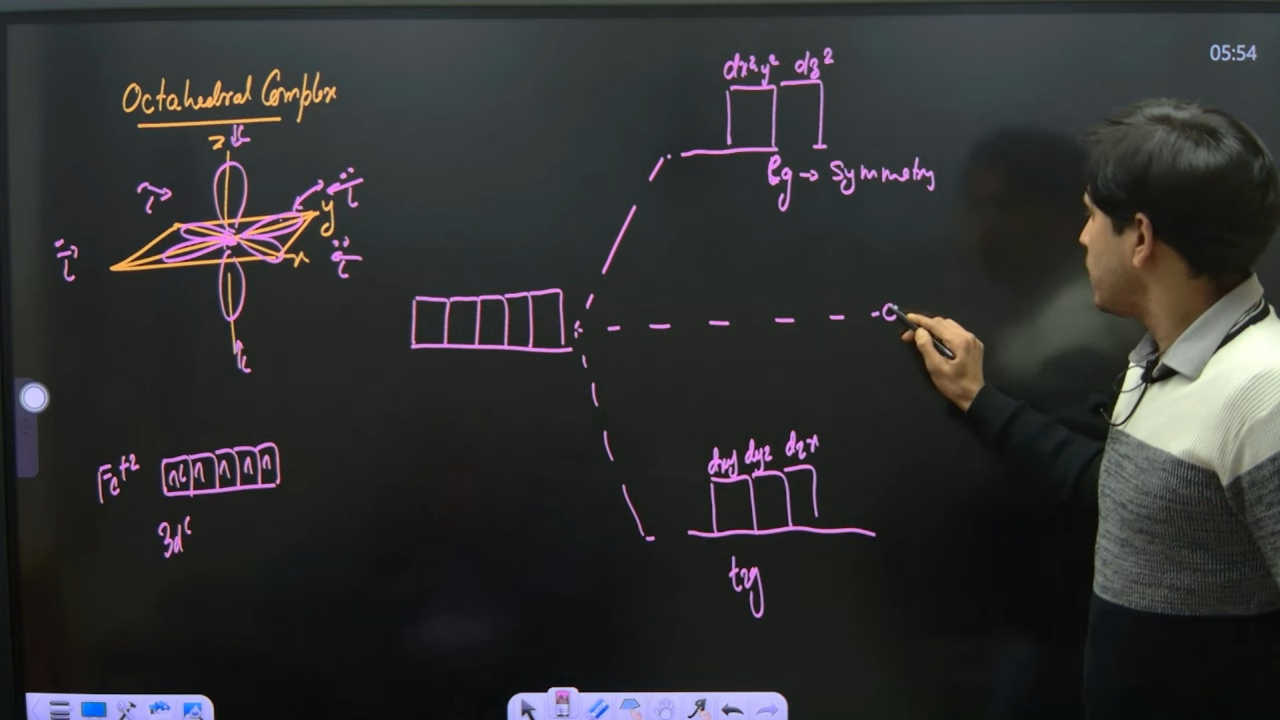 05:54
Octahedral Complex
z
y
x
dx²-y² dz²
eg → Symmetry
Fe+2
3d⁶
dxy dyz dzx
t2g